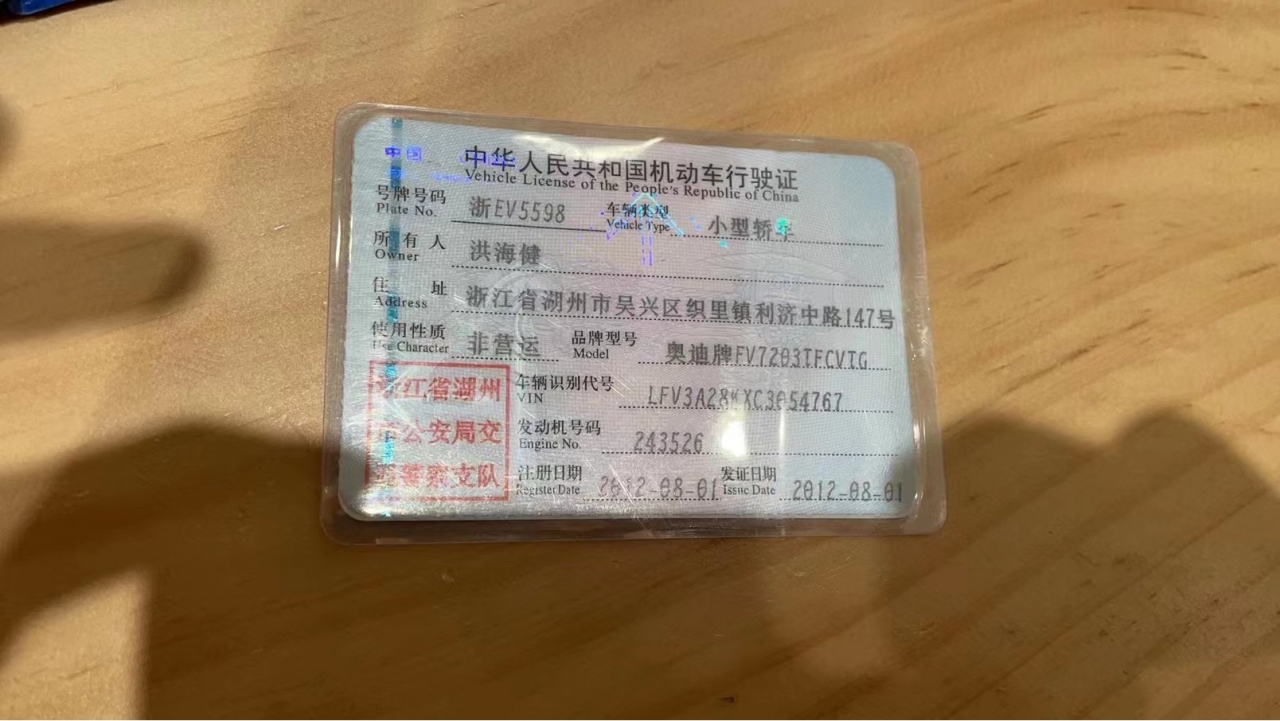 中国
中华人民共和国机动车行驶证
Vehicle License of the People's Republic of China
号牌号码 浙EV5598 车辆类型 小型轿车
Plate No. Vehicle Type
所有人 洪海健
Owner
住址 浙江省湖州市吴兴区织里镇利济中路147号
Address
使用性质 非营运 品牌型号 奥迪牌FV7203TFCVTG
Use Character Model
浙江省湖州
市公安局交
通警察支队
车辆识别代号 LFV3A28KXC3054767
VIN
发动机号码 243526
Engine No.
注册日期 2012-08-01 发证日期 2012-08-01
Register Date Issue Date